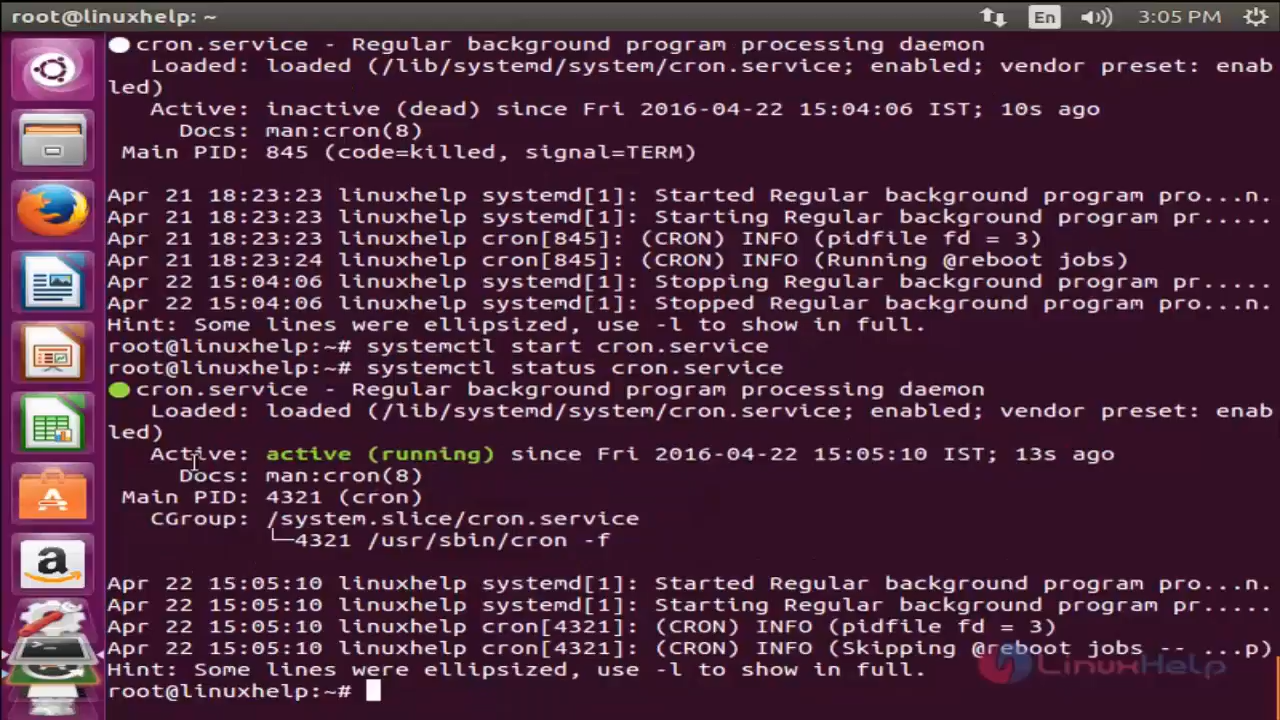 root@linuxhelp: ~
En
3:05 PM
cron.service - Regular background program processing daemon
Loaded: loaded (/lib/systemd/system/cron.service; enabled; vendor preset: enab
led)
Active: inactive (dead) since Fri 2016-04-22 15:04:06 IST; 10s ago
Docs: man:cron(8)
Main PID: 845 (code=killed, signal=TERM)
Apr 21 18:23:23 linuxhelp systemd[1]: Started Regular background program pro...n.
Apr 21 18:23:23 linuxhelp systemd[1]: Starting Regular background program pr.....
Apr 21 18:23:23 linuxhelp cron[845]: (CRON) INFO (pidfile fd = 3)
Apr 21 18:23:24 linuxhelp cron[845]: (CRON) INFO (Running @reboot jobs)
Apr 22 15:04:06 linuxhelp systemd[1]: Stopping Regular background program pr.....
Apr 22 15:04:06 linuxhelp systemd[1]: Stopped Regular background program pro...n.
Hint: Some lines were ellipsized, use -l to show in full.
root@linuxhelp:~# systemctl start cron.service
root@linuxhelp:~# systemctl status cron.service
cron.service - Regular background program processing daemon
Loaded: loaded (/lib/systemd/system/cron.service; enabled; vendor preset: enab
led)
Active: active (running) since Fri 2016-04-22 15:05:10 IST; 13s ago
Docs: man:cron(8)
Main PID: 4321 (cron)
CGroup: /system.slice/cron.service
└─4321 /usr/sbin/cron -f
Apr 22 15:05:10 linuxhelp systemd[1]: Started Regular background program pro...n.
Apr 22 15:05:10 linuxhelp systemd[1]: Starting Regular background program pr.....
Apr 22 15:05:10 linuxhelp cron[4321]: (CRON) INFO (pidfile fd = 3)
Apr 22 15:05:10 linuxhelp cron[4321]: (CRON) INFO (Skipping @reboot jobs -- ...p)
Hint: Some lines were ellipsized, use -l to show in full.
LinuxHelp
root@linuxhelp:~#